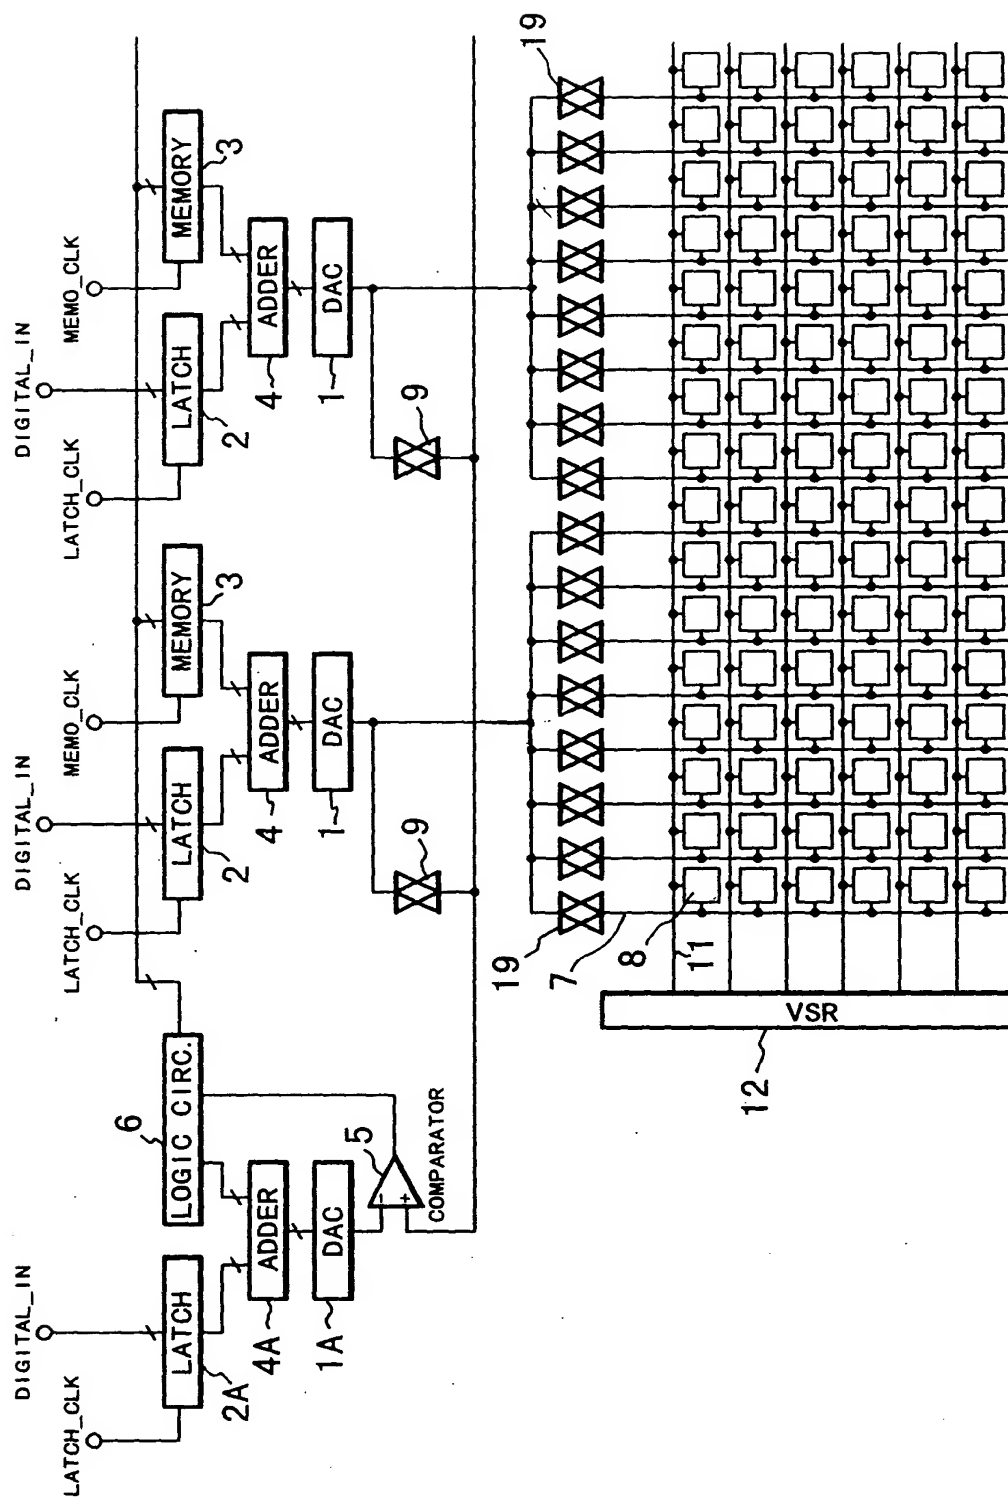 DIGITAL_IN
LATCH_CLK
LATCH
2A
ADDER
4A
DAC
1A
LOGIC CIRC.
6
5
COMPARATOR
DIGITAL_IN
LATCH_CLK
MEMO_CLK
LATCH
2
MEMORY
3
ADDER
4
DAC
1
9
DIGITAL_IN
LATCH_CLK
MEMO_CLK
LATCH
2
MEMORY
3
ADDER
4
DAC
1
9
19
19
7
8
11
VSR
12
- +